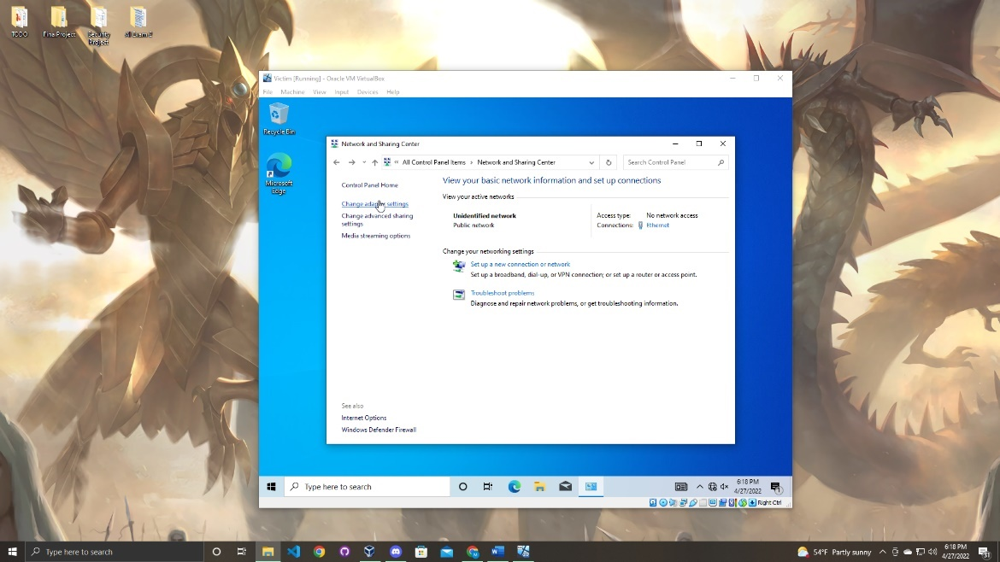 TODO
Fina Project
Security
Project
AI Exam 2
Victim [Running] - Oracle VM VirtualBox
File Machine View Input Devices Help
Recycle Bin
Microsoft
Edge
Network and Sharing Center
All Control Panel Items › Network and Sharing Center
Search Control Panel
Control Panel Home
Change adapter settings
Change advanced sharing
settings
Media streaming options
View your basic network information and set up connections
View your active networks
Unidentified network
Public network
Access type: No network access
Connections: Ethernet
Change your networking settings
Set up a new connection or network
Set up a broadband, dial-up, or VPN connection; or set up a router or access point.
Troubleshoot problems
Diagnose and repair network problems, or get troubleshooting information.
See also
Internet Options
Windows Defender Firewall
Type here to search
6:18 PM
4/27/2022
1
Right Ctrl
Type here to search
54°F Partly sunny
6:18 PM
4/27/2022
31